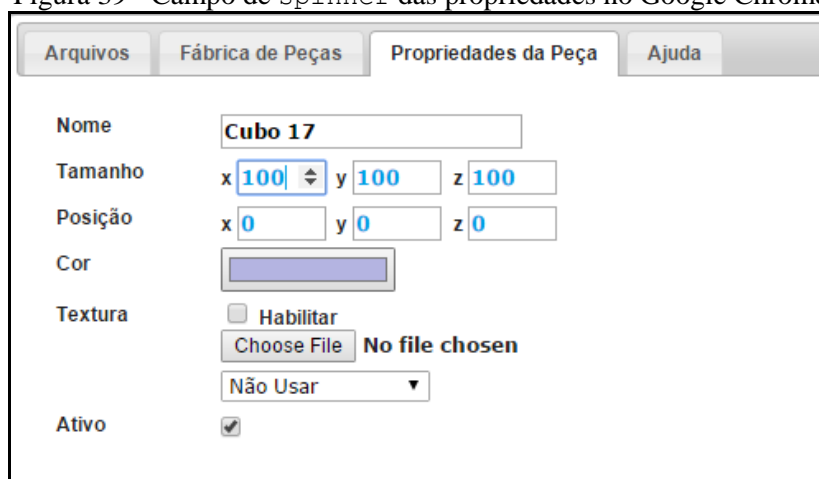 Figura 39 - Campo de spinner das propriedades no Google Chrome
Arquivos Fábrica de Peças Propriedades da Peça Ajuda
Nome Cubo 17
Tamanho x 100 y 100 z 100
Posição x 0 y 0 z 0
Cor
Textura Habilitar
Choose File No file chosen
Não Usar
Ativo